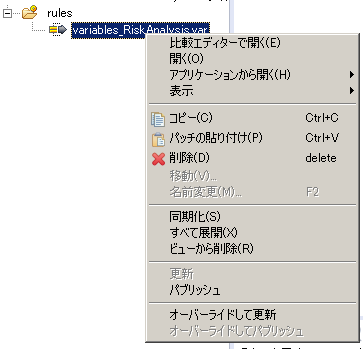 rules
variables_RiskAnalysis.var
比較エディターで開く(E)
開く(O)
アプリケーションから開く(H)
表示
コピー(C) Ctrl+C
パッチの貼り付け(P) Ctrl+V
削除(D) delete
移動(V)...
名前変更(M)... F2
同期化(S)
すべて展開(X)
ビューから削除(R)
更新
パブリッシュ
オーバーライドして更新
オーバーライドしてパブリッシュ